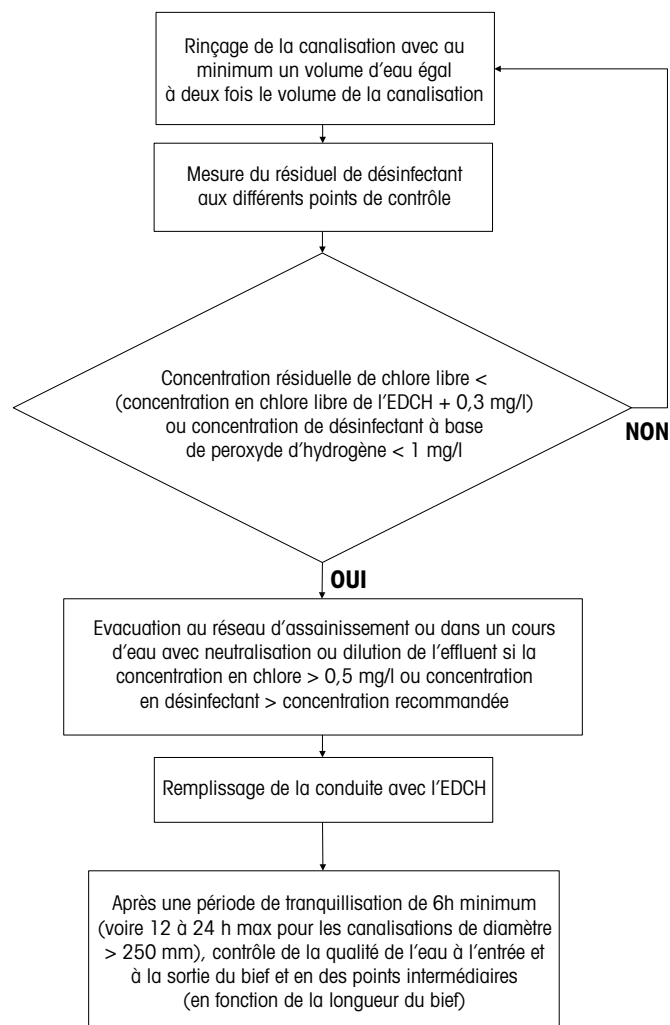 Rinçage de la canalisation avec au
minimum un volume d'eau égal
à deux fois le volume de la canalisation
Mesure du résiduel de désinfectant
aux différents points de contrôle
Concentration résiduelle de chlore libre <
(concentration en chlore libre de l'EDCH + 0,3 mg/l)
ou concentration de désinfectant à base
de peroxyde d'hydrogène < 1 mg/l
NON
OUI
Evacuation au réseau d'assainissement ou dans un cours
d'eau avec neutralisation ou dilution de l'effluent si la
concentration en chlore > 0,5 mg/l ou concentration
en désinfectant > concentration recommandée
Remplissage de la conduite avec l'EDCH
Après une période de tranquillisation de 6h minimum
(voire 12 à 24 h max pour les canalisations de diamètre
> 250 mm), contrôle de la qualité de l'eau à l'entrée et
à la sortie du bief et en des points intermédiaires
(en fonction de la longueur du bief)